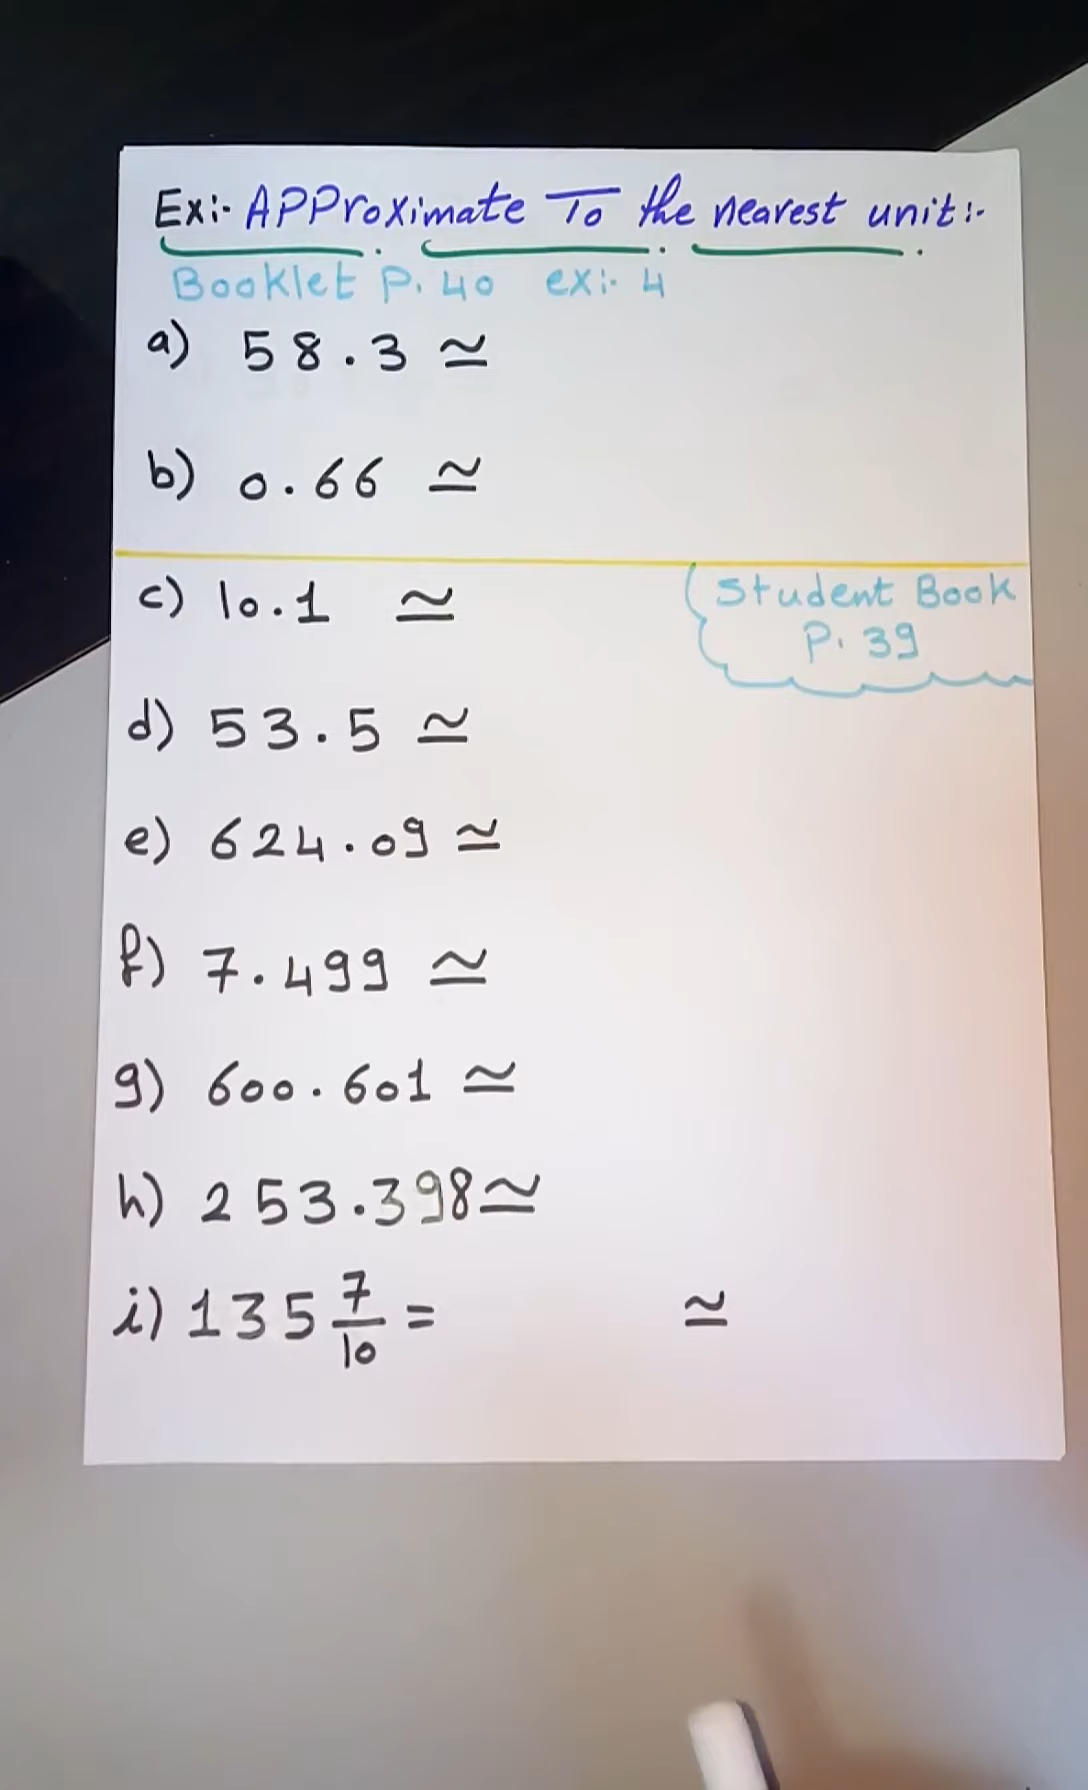 Ex:- APProximate To the nearest unit:-
Booklet P. 40 ex:- 4
a) 58.3 ≃
b) 0.66 ≃
c) 10.1 ≃
Student Book
P. 39
d) 53.5 ≃
e) 624.09 ≃
f) 7.499 ≃
g) 600.601 ≃
h) 253.398 ≃
i) 135 7/10 = ≃